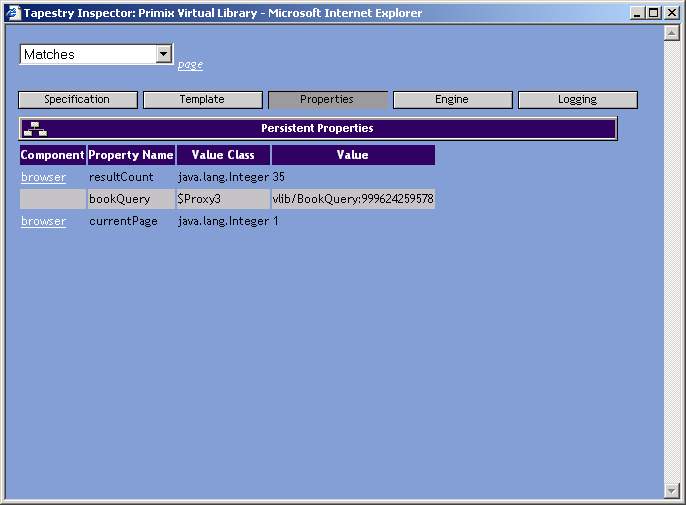 Tapestry Inspector: Primix Virtual Library - Microsoft Internet Explorer
Matches
page
Specification Template Properties Engine Logging
Persistent Properties
Component Property Name Value Class Value
browser resultCount java.lang.Integer 35
bookQuery $Proxy3 vlib/BookQuery:999624259578
browser currentPage java.lang.Integer 1